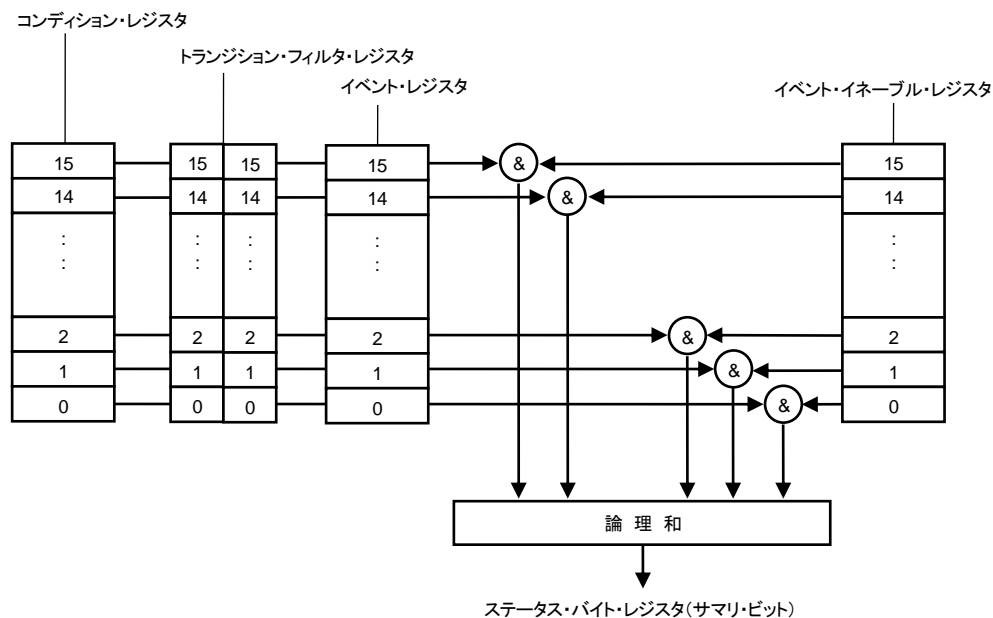 コンディション・レジスタ
トランジション・フィルタ・レジスタ
イベント・レジスタ
イベント・イネーブル・レジスタ
15 15 15 15 & 15
14 14 14 14 & 14
: : : : :
: : : : :
2 2 2 2 & 2
1 1 1 1 & 1
0 0 0 0 & 0
論 理 和
ステータス・バイト・レジスタ(サマリ・ビット)